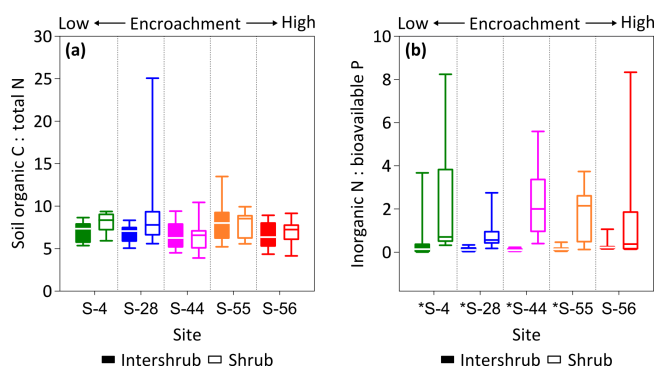 Low ← Encroachment → High
(a)
Soil organic C : total N
30
25
20
15
10
5
0
S-4 S-28 S-44 S-55 S-56
Site
Intershrub Shrub
Low ← Encroachment → High
(b)
Inorganic N : bioavailable P
10
8
6
4
2
0
*S-4 *S-28 *S-44 *S-55 S-56
Site
Intershrub Shrub